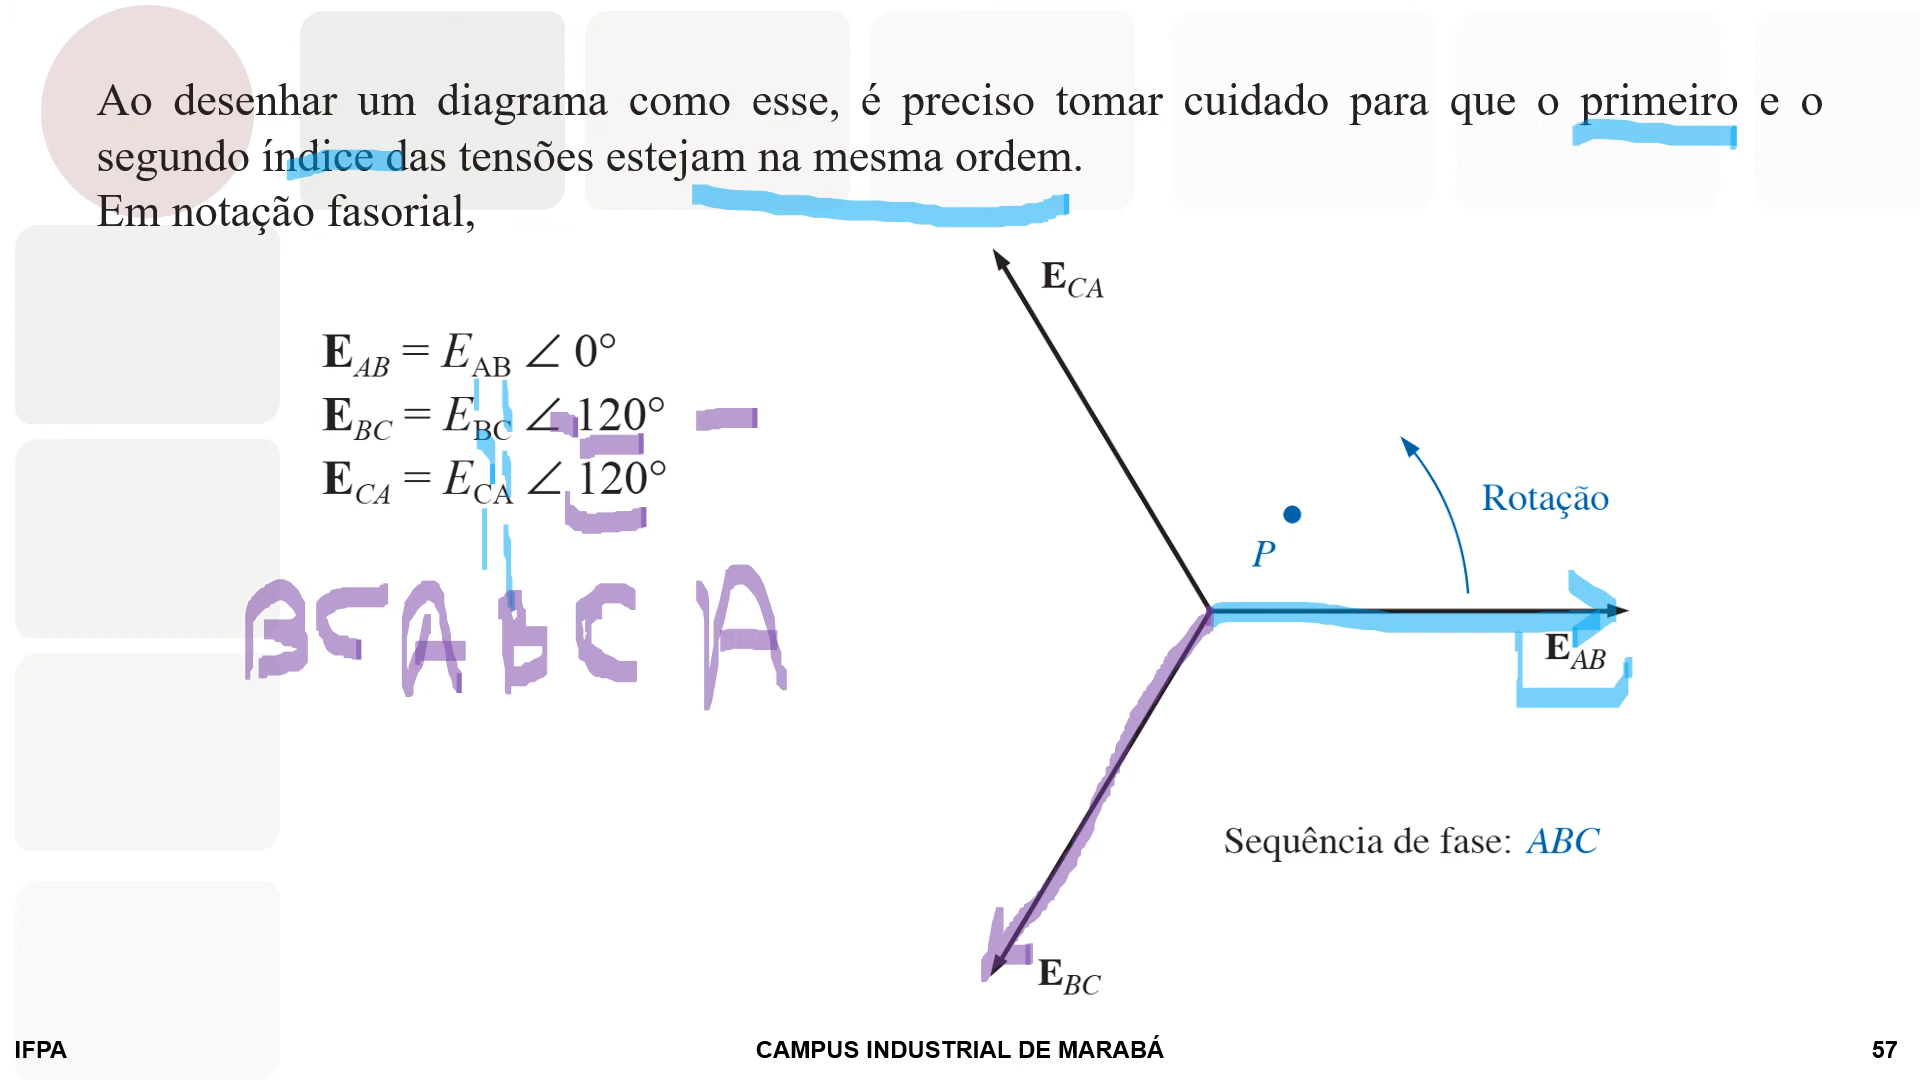 Ao desenhar um diagrama como esse, é preciso tomar cuidado para que o primeiro e o
segundo índice das tensões estejam na mesma ordem.
Em notação fasorial,
E_CA
E_AB = E_AB ∠ 0°
E_BC = E_BC ∠ 120° −
E_CA = E_CA ∠ 120°
Rotação
P
BCABCA
E_AB
Sequência de fase: ABC
E_BC
IFPA
CAMPUS INDUSTRIAL DE MARABÁ
57